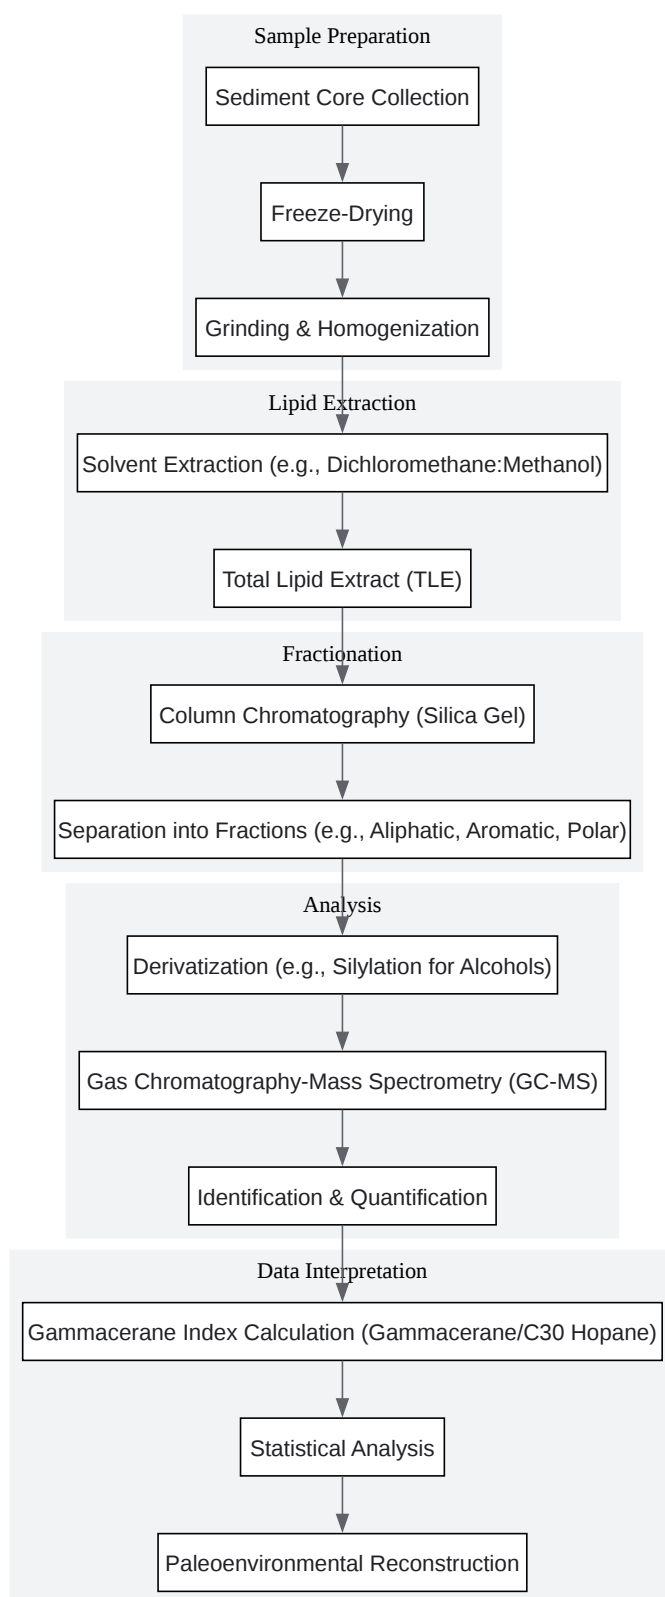 Sample Preparation
Sediment Core Collection
Freeze-Drying
Grinding & Homogenization
Lipid Extraction
Solvent Extraction (e.g., Dichloromethane:Methanol)
Total Lipid Extract (TLE)
Fractionation
Column Chromatography (Silica Gel)
Separation into Fractions (e.g., Aliphatic, Aromatic, Polar)
Analysis
Derivatization (e.g., Silylation for Alcohols)
Gas Chromatography-Mass Spectrometry (GC-MS)
Identification & Quantification
Data Interpretation
Gammacerane Index Calculation (Gammacerane/C30 Hopane)
Statistical Analysis
Paleoenvironmental Reconstruction